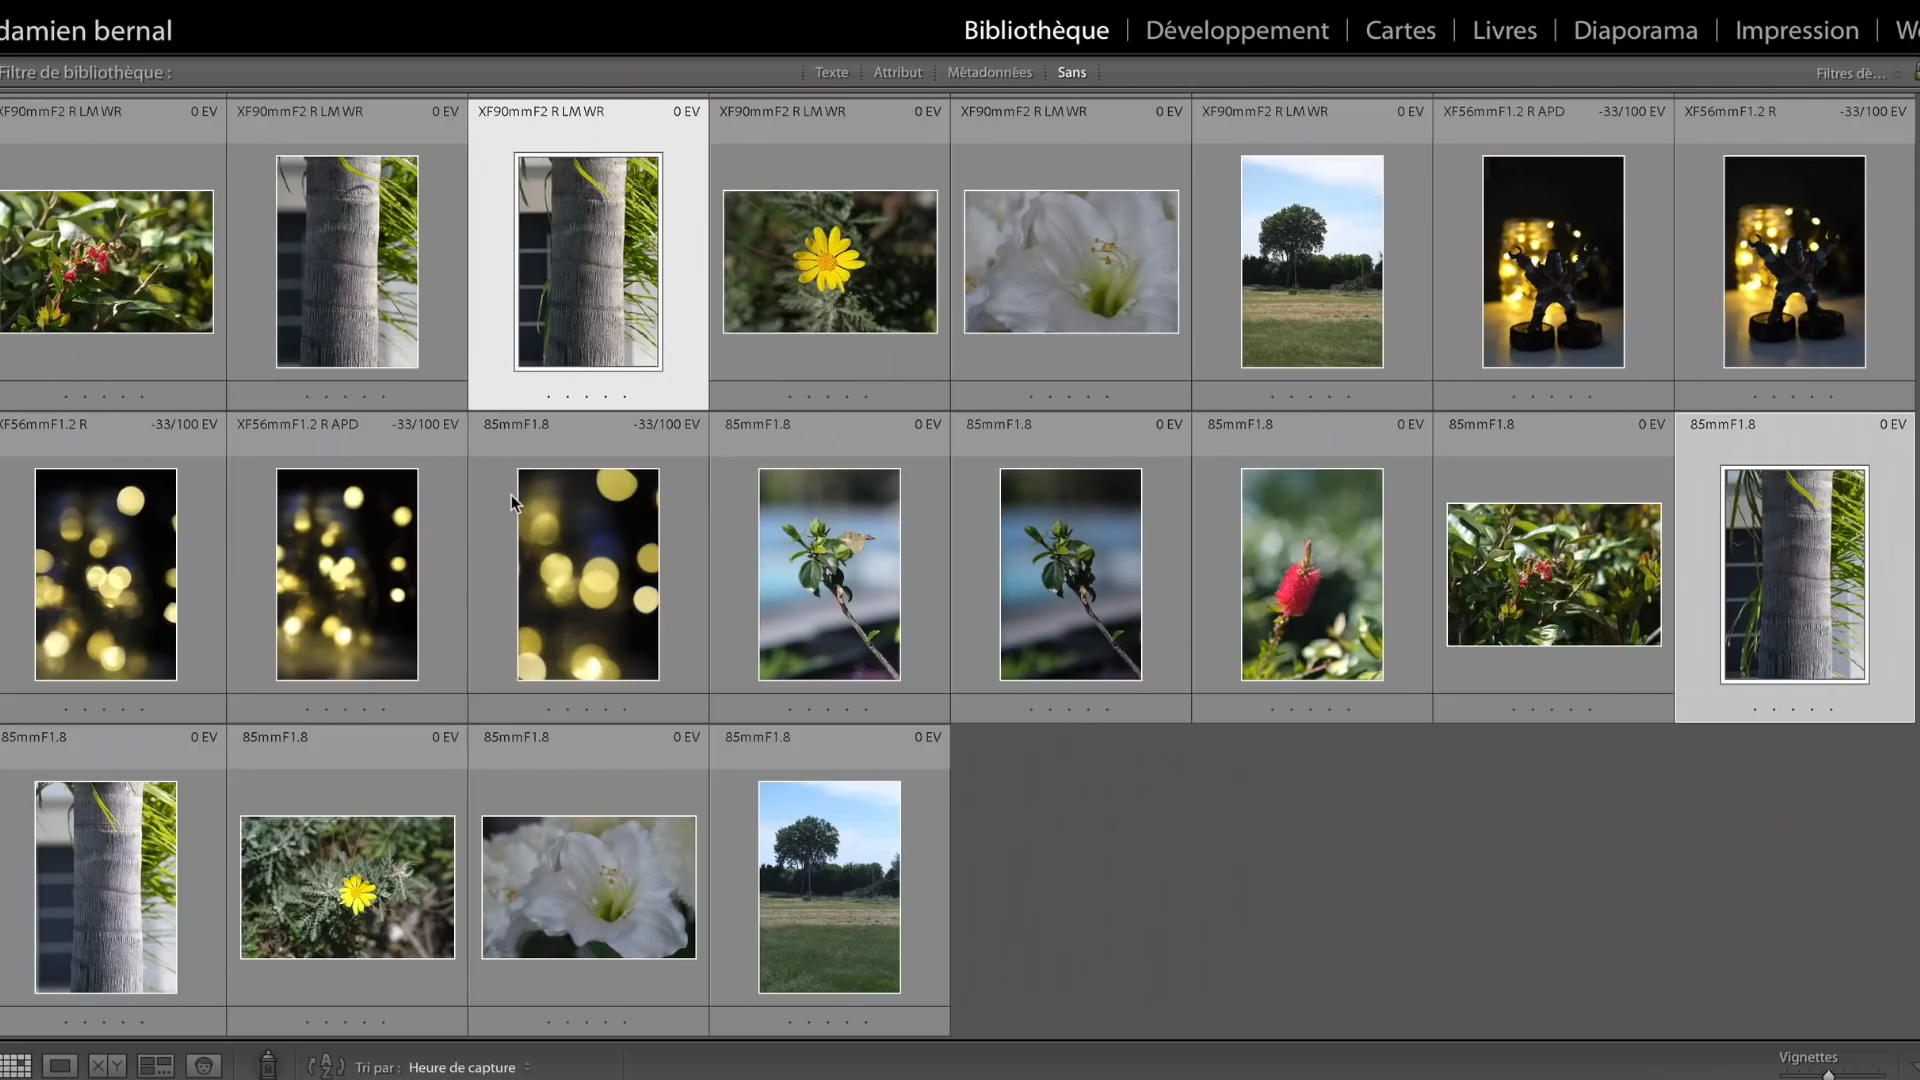 damien bernal
Bibliothèque | Développement | Cartes | Livres | Diaporama | Impression |
Filtre de bibliothèque :
Texte Attribut Métadonnées Sans
Filtres dé...
XF90mmF2 R LM WR 0 EV
XF90mmF2 R LM WR 0 EV
XF90mmF2 R LM WR 0 EV
XF90mmF2 R LM WR 0 EV
XF90mmF2 R LM WR 0 EV
XF90mmF2 R LM WR 0 EV
XF56mmF1.2 R APD -33/100 EV
XF56mmF1.2 R -33/100 EV
XF56mmF1.2 R -33/100 EV
XF56mmF1.2 R APD -33/100 EV
85mmF1.8 -33/100 EV
85mmF1.8 0 EV
85mmF1.8 0 EV
85mmF1.8 0 EV
85mmF1.8 0 EV
85mmF1.8 0 EV
85mmF1.8 0 EV
85mmF1.8 0 EV
85mmF1.8 0 EV
85mmF1.8 0 EV
X Y
A Z
Tri par : Heure de capture
Vignettes